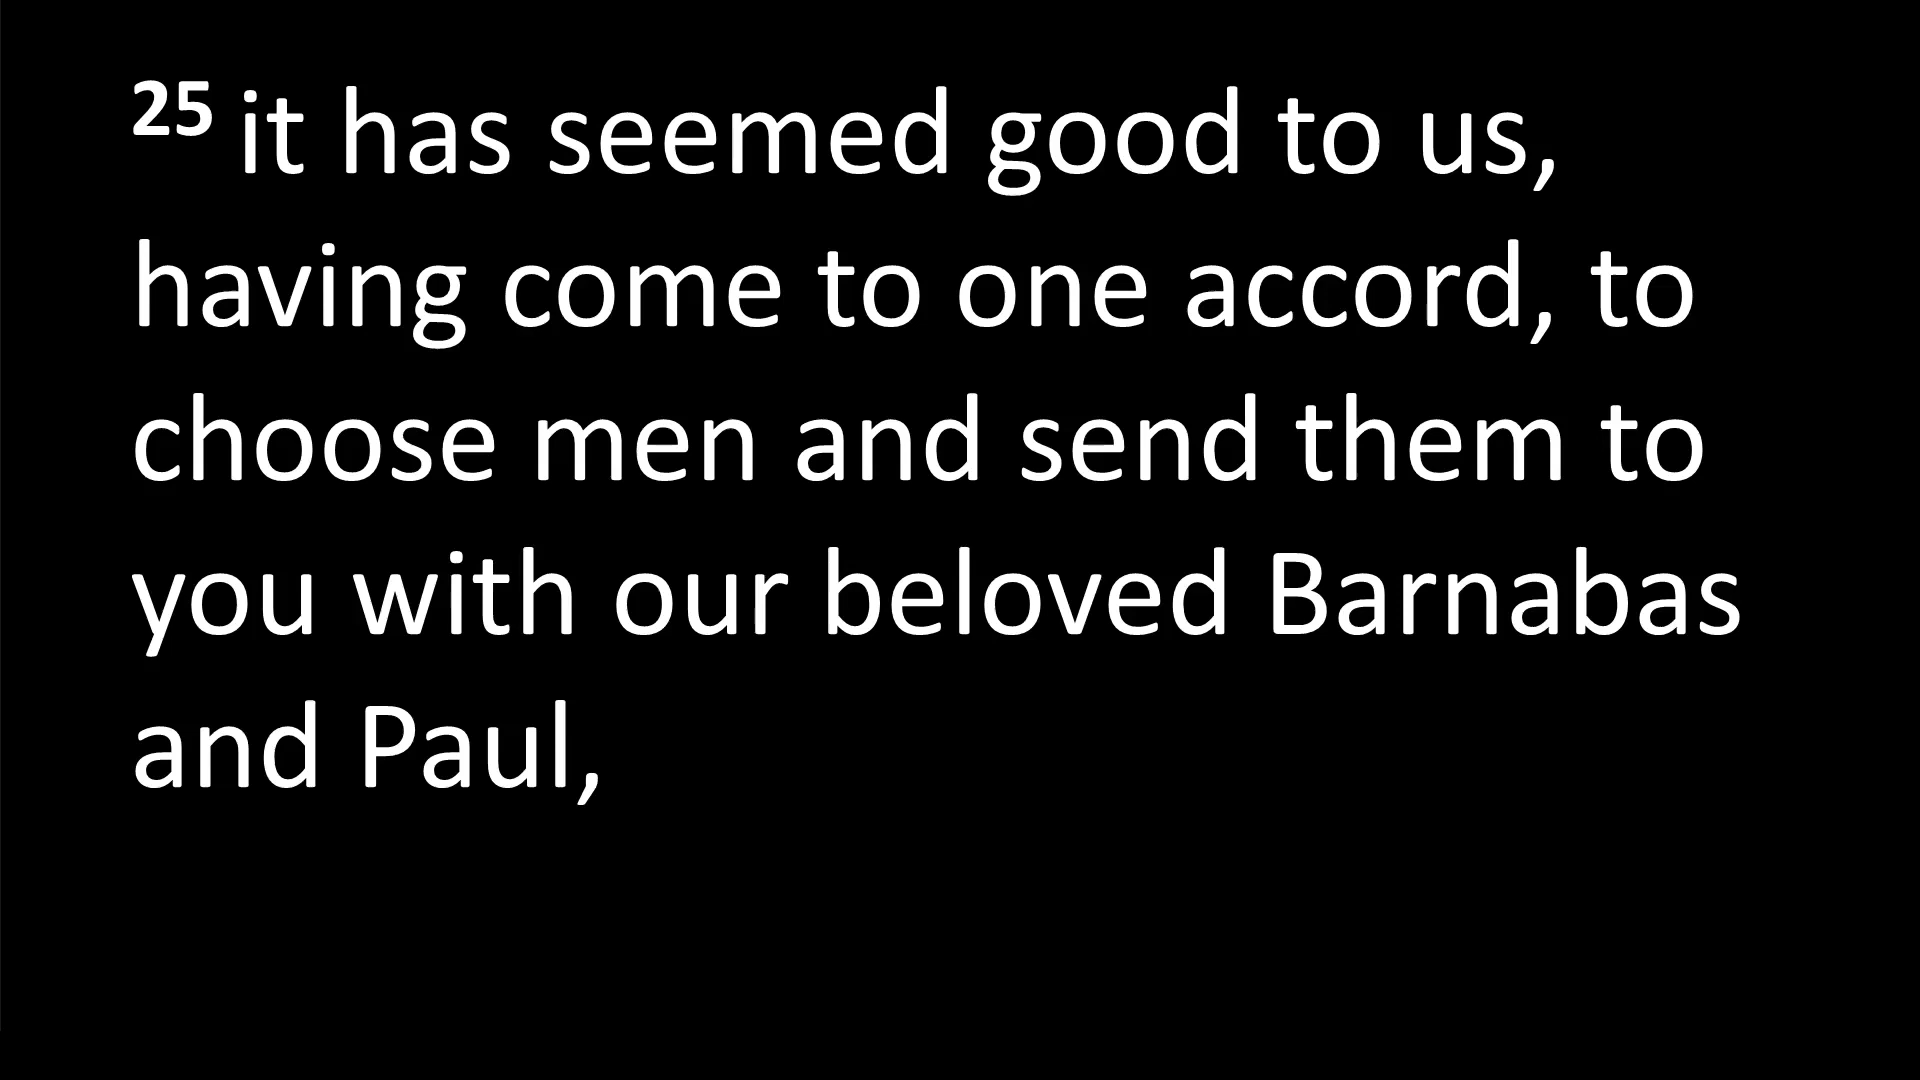 25 it has seemed good to us,
having come to one accord, to
choose men and send them to
you with our beloved Barnabas
and Paul,